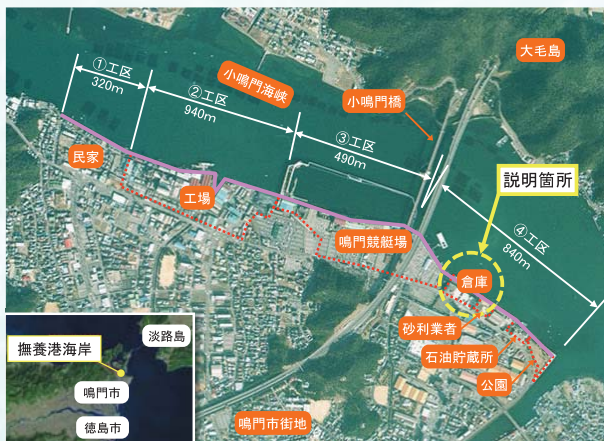 ①工区
320m
②工区
940m
小鳴門海峡
小鳴門橋
大毛島
③工区
490m
説明箇所
④工区
840m
民家
工場
鳴門競艇場
倉庫
砂利業者
石油貯蔵所
公園
鳴門市街地
淡路島
撫養港海岸
鳴門市
徳島市